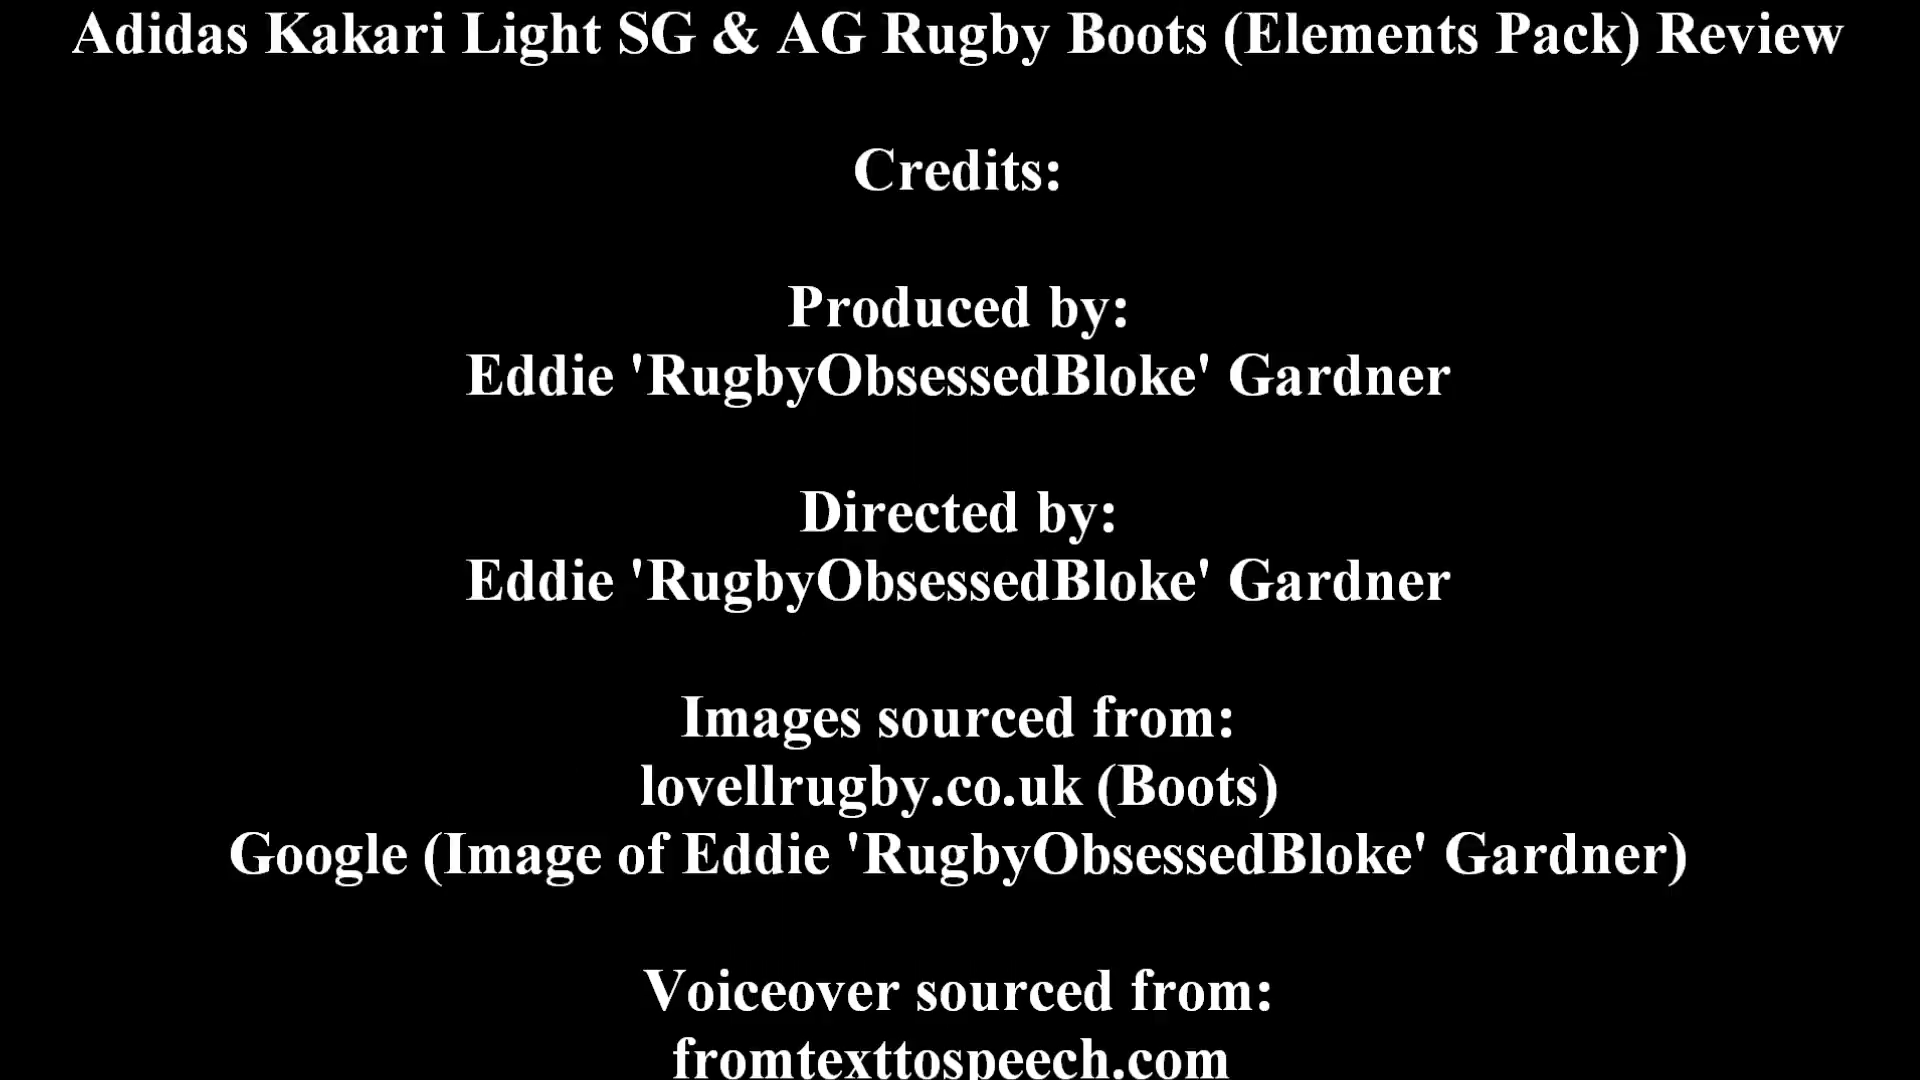 Adidas Kakari Light SG & AG Rugby Boots (Elements Pack) Review
Credits:
Produced by:
Eddie 'RugbyObsessedBloke' Gardner
Directed by:
Eddie 'RugbyObsessedBloke' Gardner
Images sourced from:
lovellrugby.co.uk (Boots)
Google (Image of Eddie 'RugbyObsessedBloke' Gardner)
Voiceover sourced from:
fromtexttospeech.com